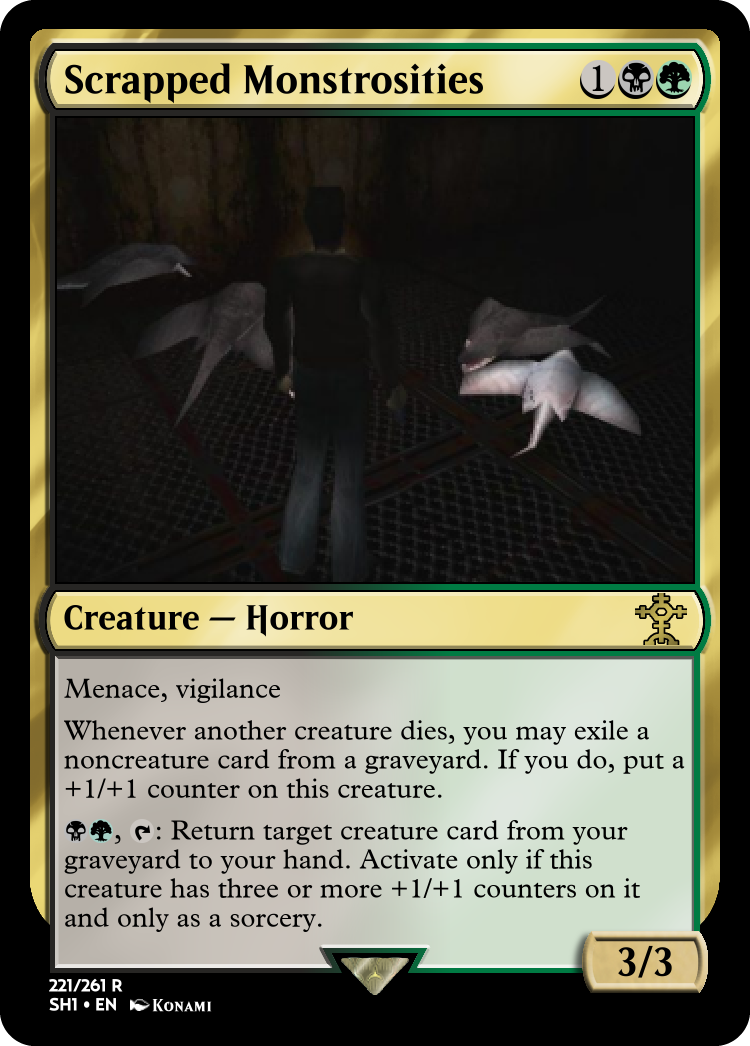 Scrapped Monstrosities 1
Creature — Horror
Menace, vigilance
Whenever another creature dies, you may exile a
noncreature card from a graveyard. If you do, put a
+1/+1 counter on this creature.
, : Return target creature card from your
graveyard to your hand. Activate only if this
creature has three or more +1/+1 counters on it
and only as a sorcery.
3/3
221/261 R
SH1 • EN KONAMI